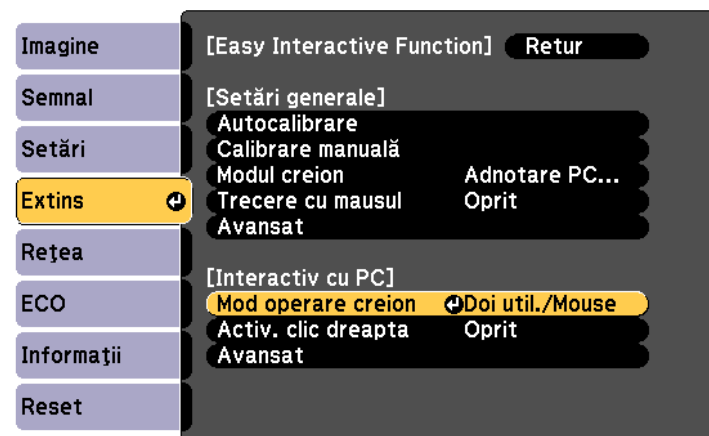 Imagine
Semnal
Setări
Extins
Reţea
ECO
Informaţii
Reset
[Easy Interactive Function] Retur
[Setări generale]
Autocalibrare
Calibrare manuală
Modul creion Adnotare PC...
Trecere cu mausul Oprit
Avansat
[Interactiv cu PC]
Mod operare creion Doi util./Mouse
Activ. clic dreapta Oprit
Avansat